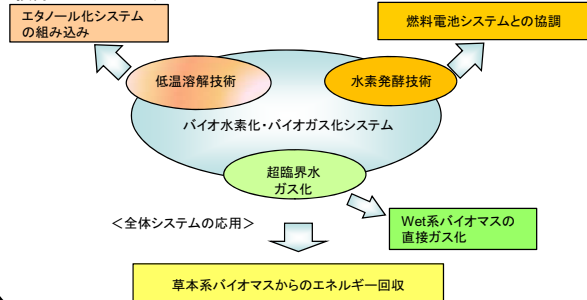 エタノール化システム
の組み込み
燃料電池システムとの協調
低温溶解技術
水素発酵技術
バイオ水素化・バイオガス化システム
超臨界水
ガス化
＜全体システムの応用＞
Wet系バイオマスの
直接ガス化
草本系バイオマスからのエネルギー回収